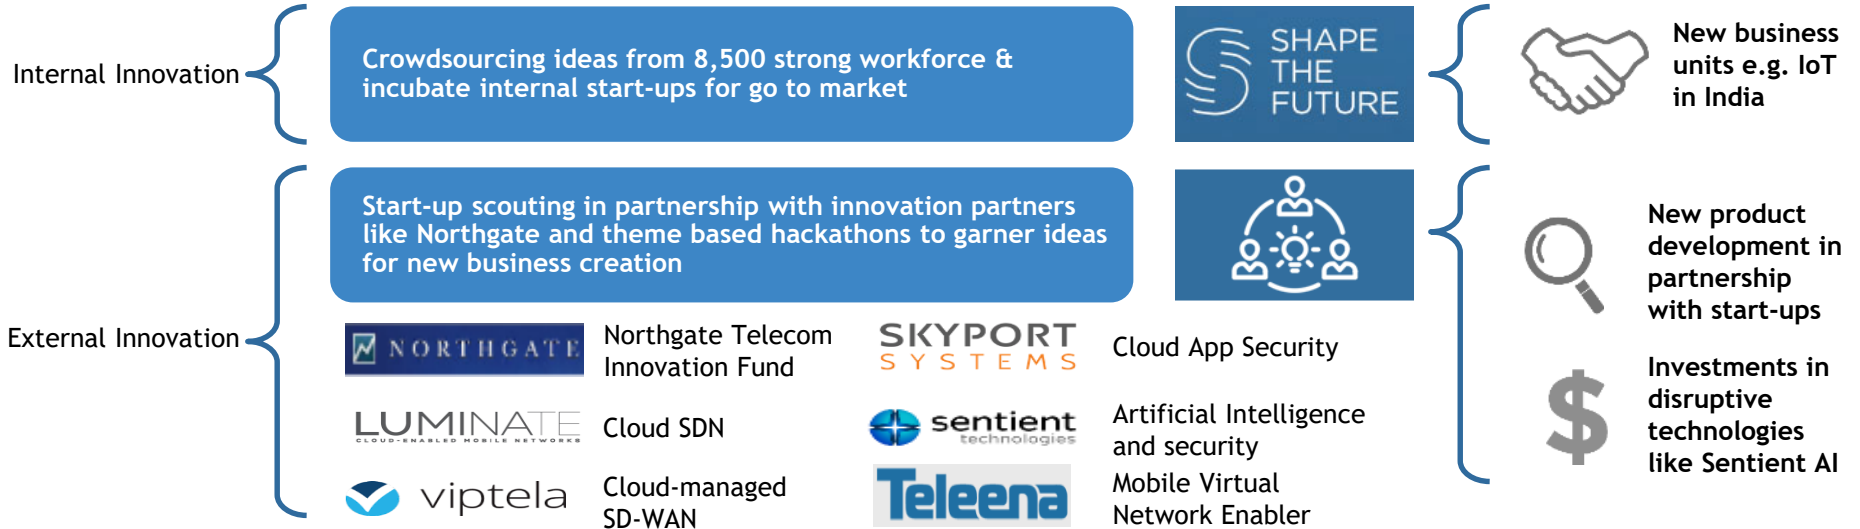 Internal Innovation
Crowdsourcing ideas from 8,500 strong workforce &
incubate internal start-ups for go to market
SHAPE
THE
FUTURE
New business
units e.g. IoT
in India
External Innovation
Start-up scouting in partnership with innovation partners
like Northgate and theme based hackathons to garner ideas
for new business creation
New product
development in
partnership
with start-ups
NORTHGATE
Northgate Telecom
Innovation Fund
SKYPORT
SYSTEMS
Cloud App Security
Investments in
disruptive
technologies
like Sentient AI
LUMINATE
CLOUD-ENABLED MOBILE NETWORKS
Cloud SDN
sentient
technologies
Artificial Intelligence
and security
viptela
Cloud-managed
SD-WAN
Teleena
Mobile Virtual
Network Enabler